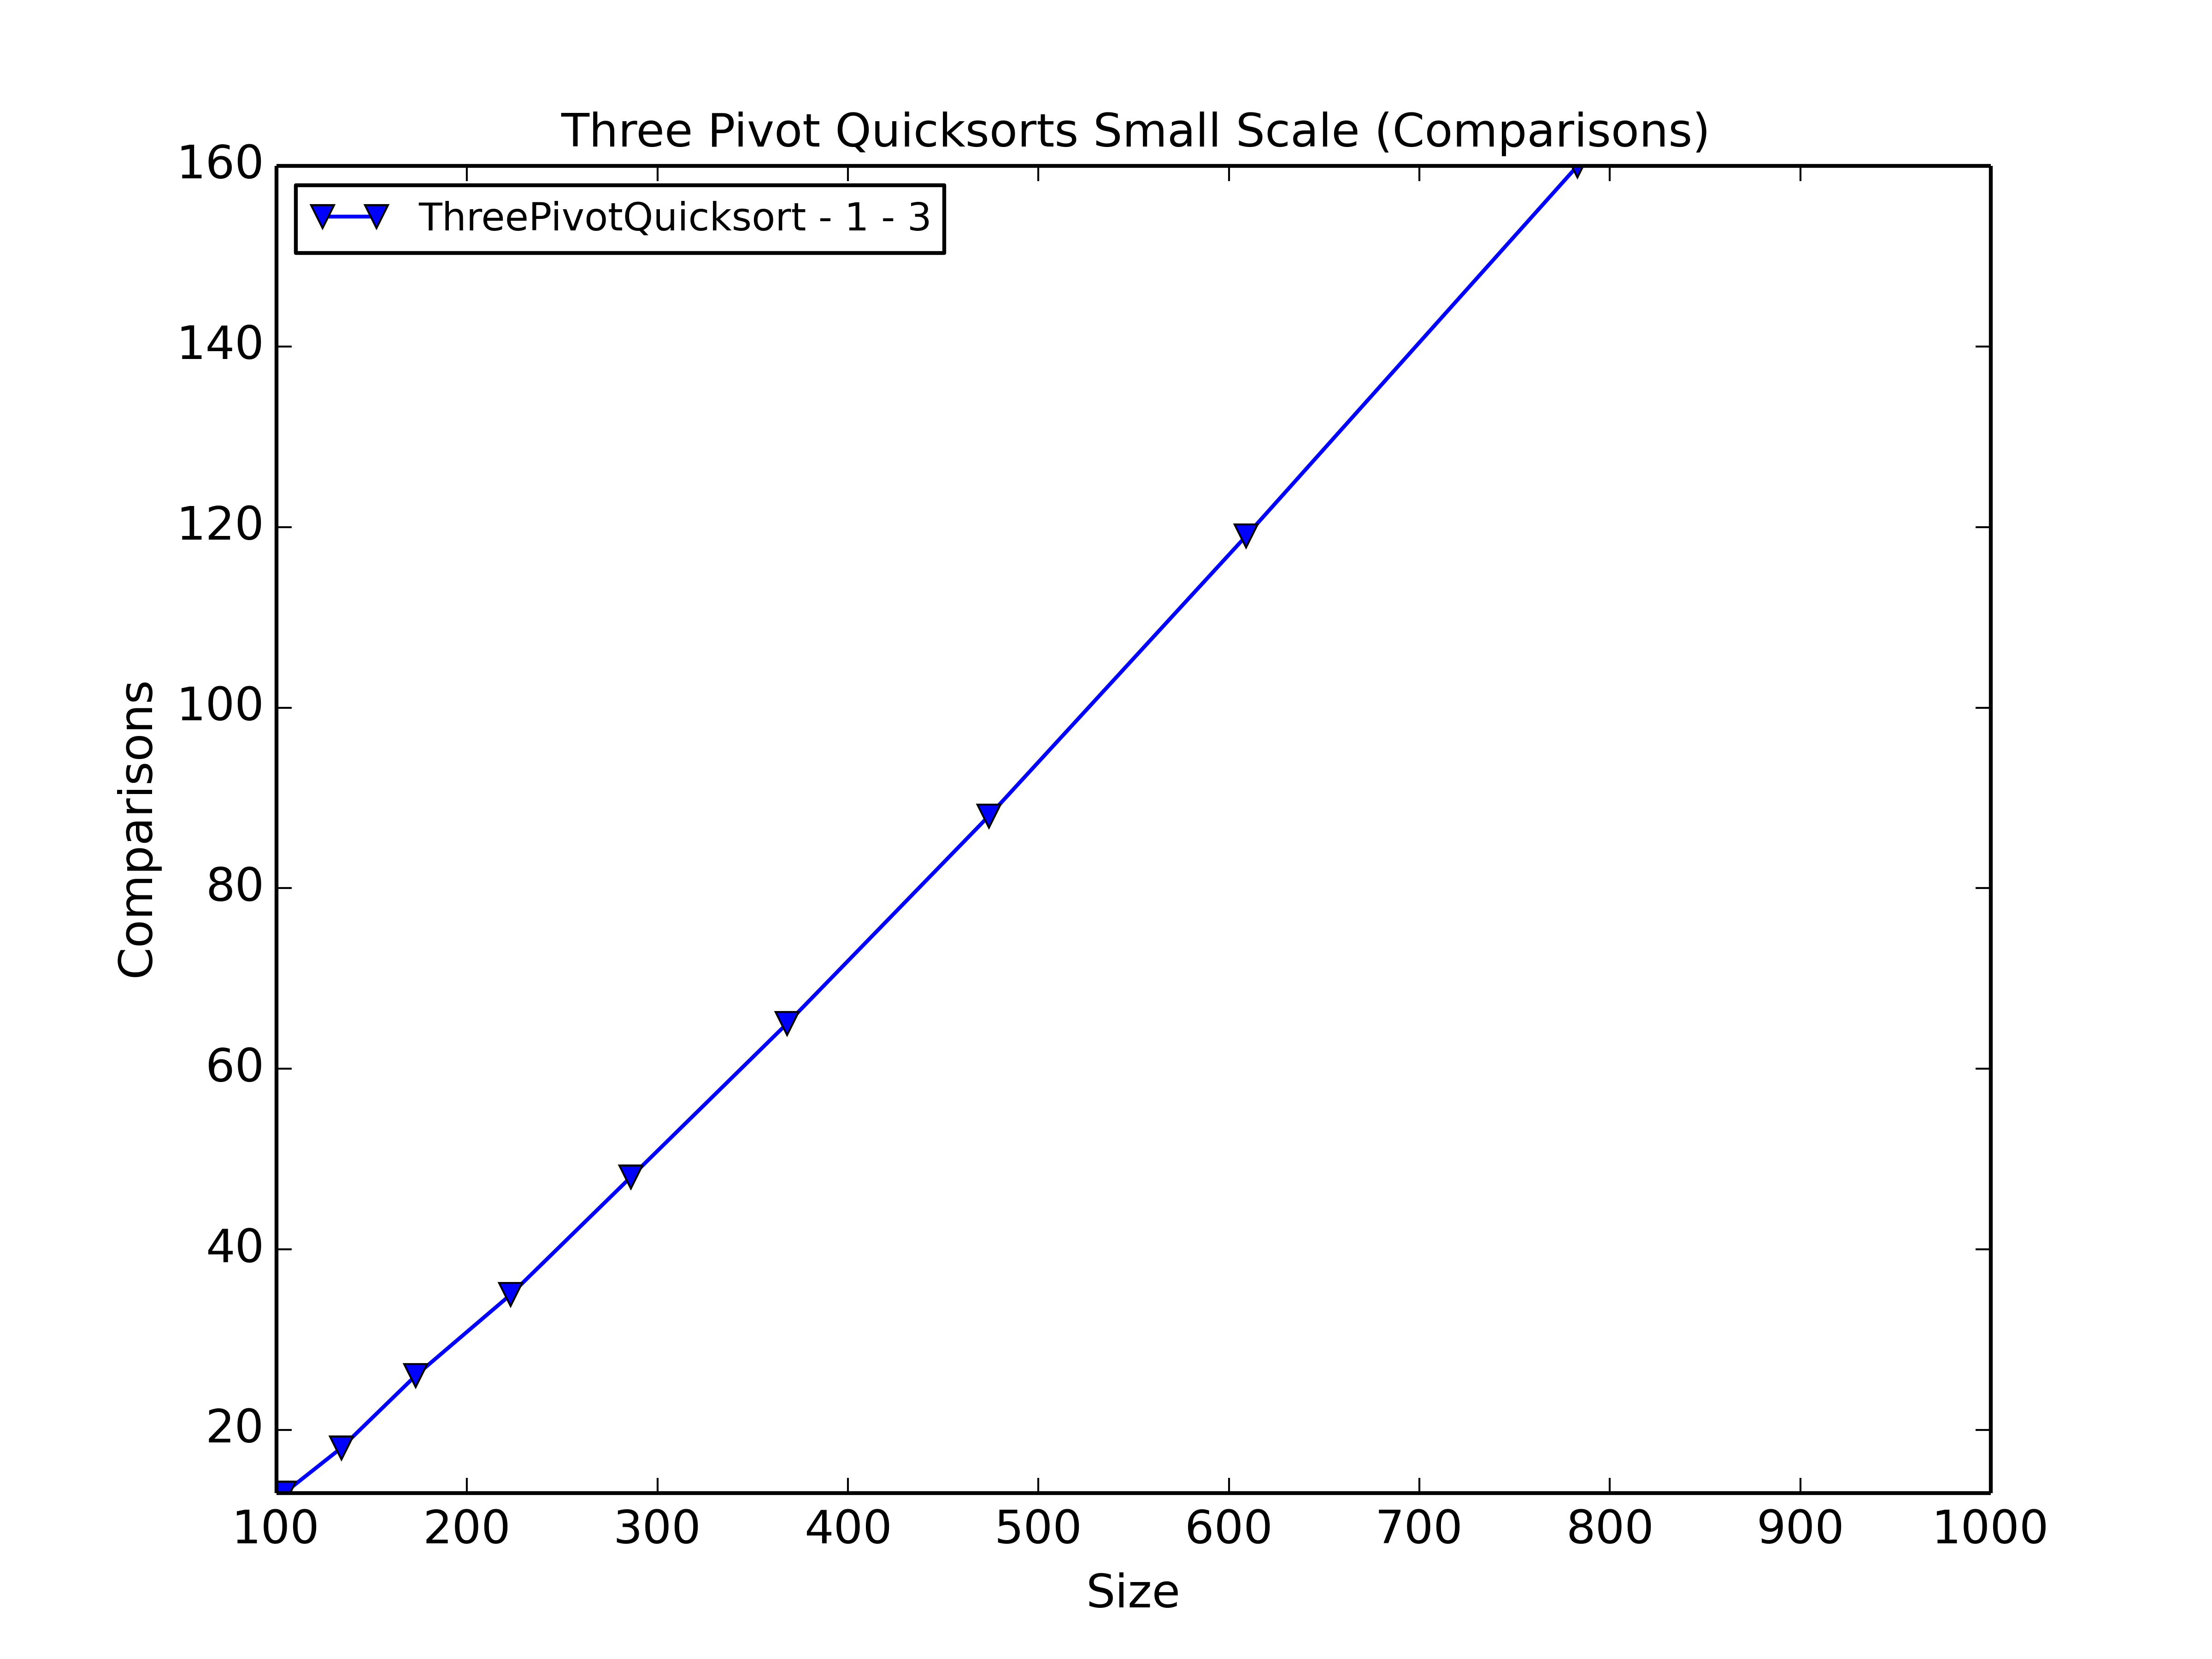 Three Pivot Quicksorts Small Scale (Comparisons)
160
ThreePivotQuicksort - 1 - 3
140
120
100
80
60
40
20
Comparisons
100 200 300 400 500 600 700 800 900 1000
Size